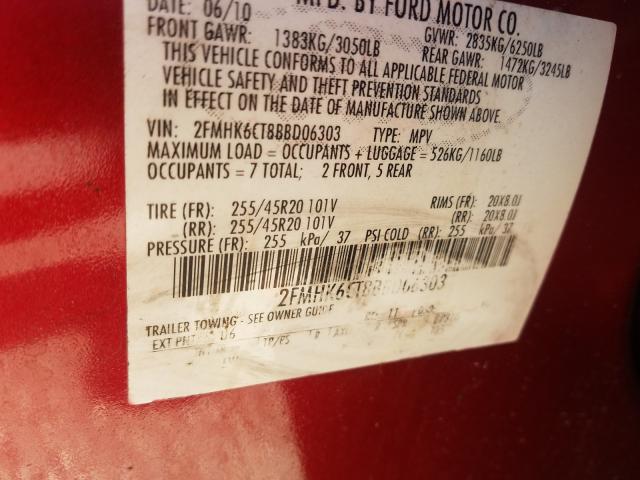 DATE: 06/10 MFD. BY FORD MOTOR CO.
FRONT GAWR: 1383KG/3050LB GVWR: 2835KG/6250LB
REAR GAWR: 1472KG/3245LB
THIS VEHICLE CONFORMS TO ALL APPLICABLE FEDERAL MOTOR
VEHICLE SAFETY AND THEFT PREVENTION STANDARDS
IN EFFECT ON THE DATE OF MANUFACTURE SHOWN ABOVE.
VIN: 2FMHK6CT8BBD06303 TYPE: MPV
MAXIMUM LOAD = OCCUPANTS + LUGGAGE = 526KG/1160LB
OCCUPANTS = 7 TOTAL; 2 FRONT, 5 REAR
TIRE (FR): 255/45R20 101V RIMS (FR): 20X8.0J
(RR): 255/45R20 101V (RR): 20X8.0J
PRESSURE (FR): 255 kPa/ 37 PSI COLD (RR): 255 kPa/ 37
2FMHK6CT8BBD06303
TRAILER TOWING - SEE OWNER GUIDE
EXT PNT: